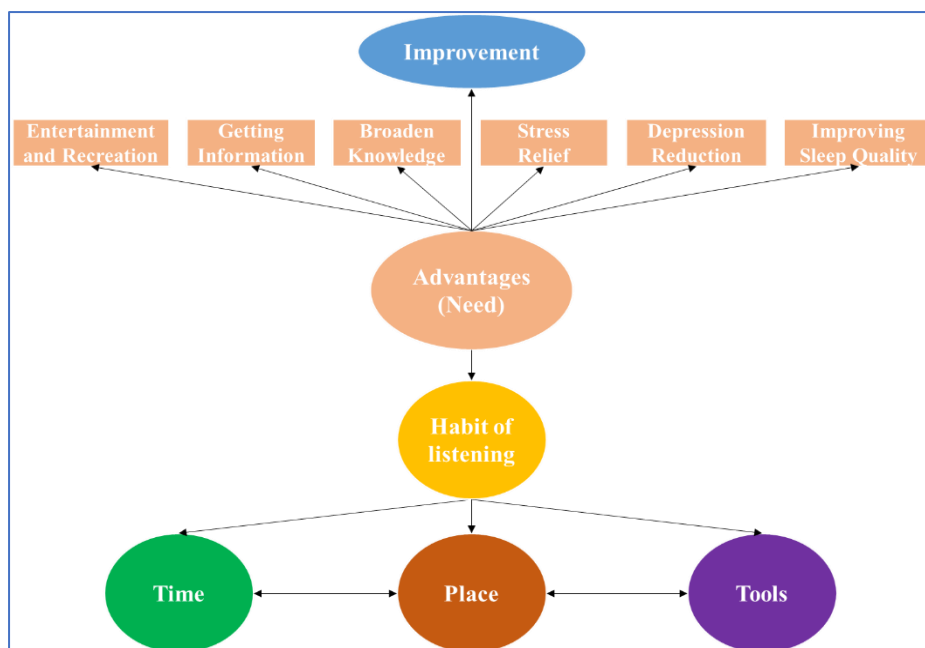 Improvement
Entertainment
and Recreation
Getting
Information
Broaden
Knowledge
Stress
Relief
Depression
Reduction
Improving
Sleep Quality
Advantages
(Need)
Habit of
listening
Time
Place
Tools